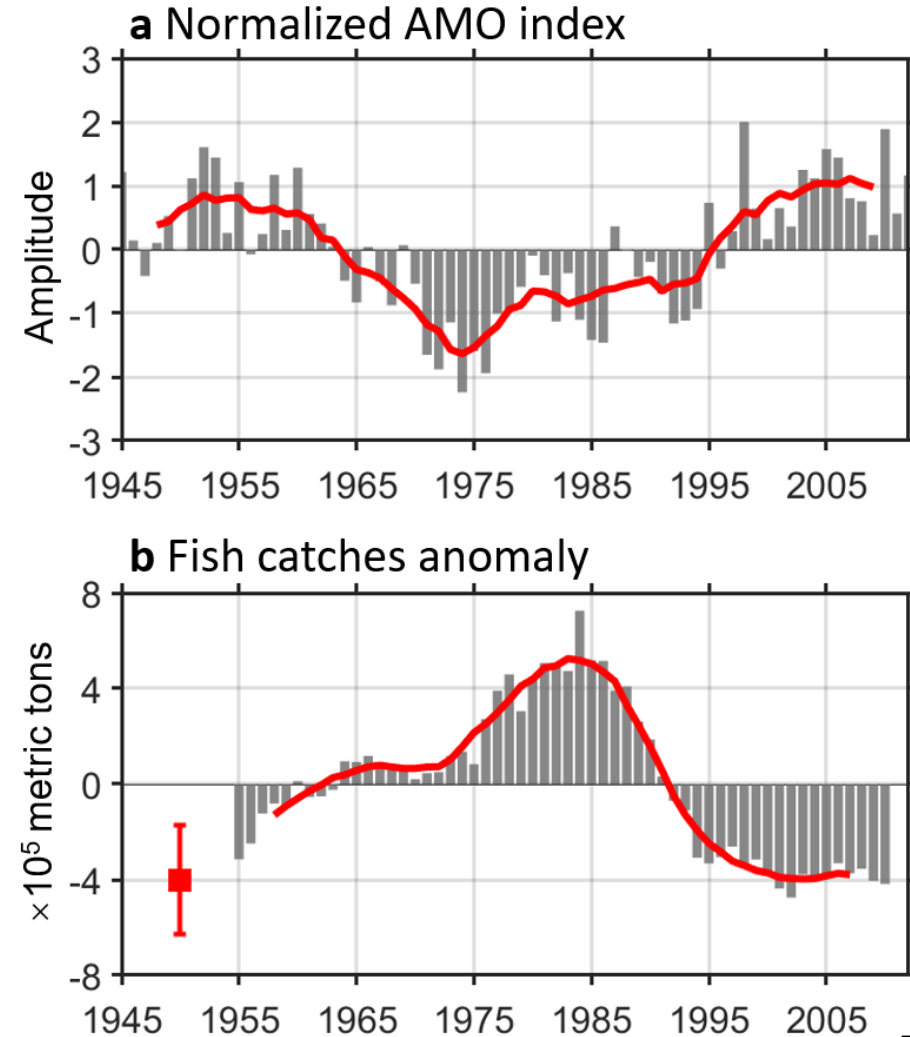 a Normalized AMO index
Amplitude
3
2
1
0
-1
-2
-3
1945 1955 1965 1975 1985 1995 2005
b Fish catches anomaly
×10⁵ metric tons
8
4
0
-4
-8
1945 1955 1965 1975 1985 1995 2005